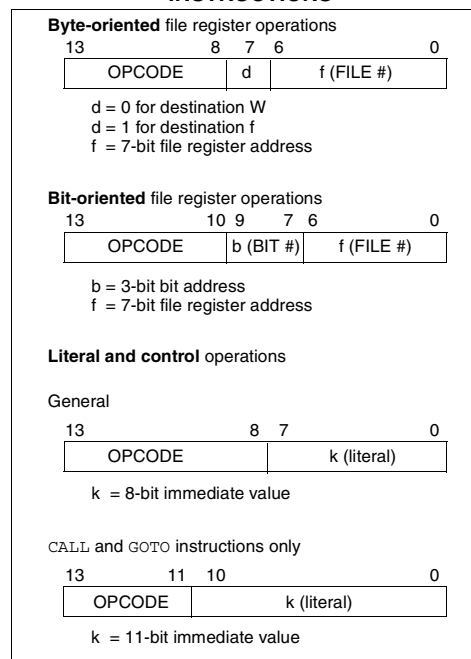 INSTRUCTIONS
Byte-oriented file register operations
13 8 7 6 0
OPCODE d f (FILE #)
d = 0 for destination W
d = 1 for destination f
f = 7-bit file register address
Bit-oriented file register operations
13 10 9 7 6 0
OPCODE b (BIT #) f (FILE #)
b = 3-bit bit address
f = 7-bit file register address
Literal and control operations
General
13 8 7 0
OPCODE k (literal)
k = 8-bit immediate value
CALL and GOTO instructions only
13 11 10 0
OPCODE k (literal)
k = 11-bit immediate value